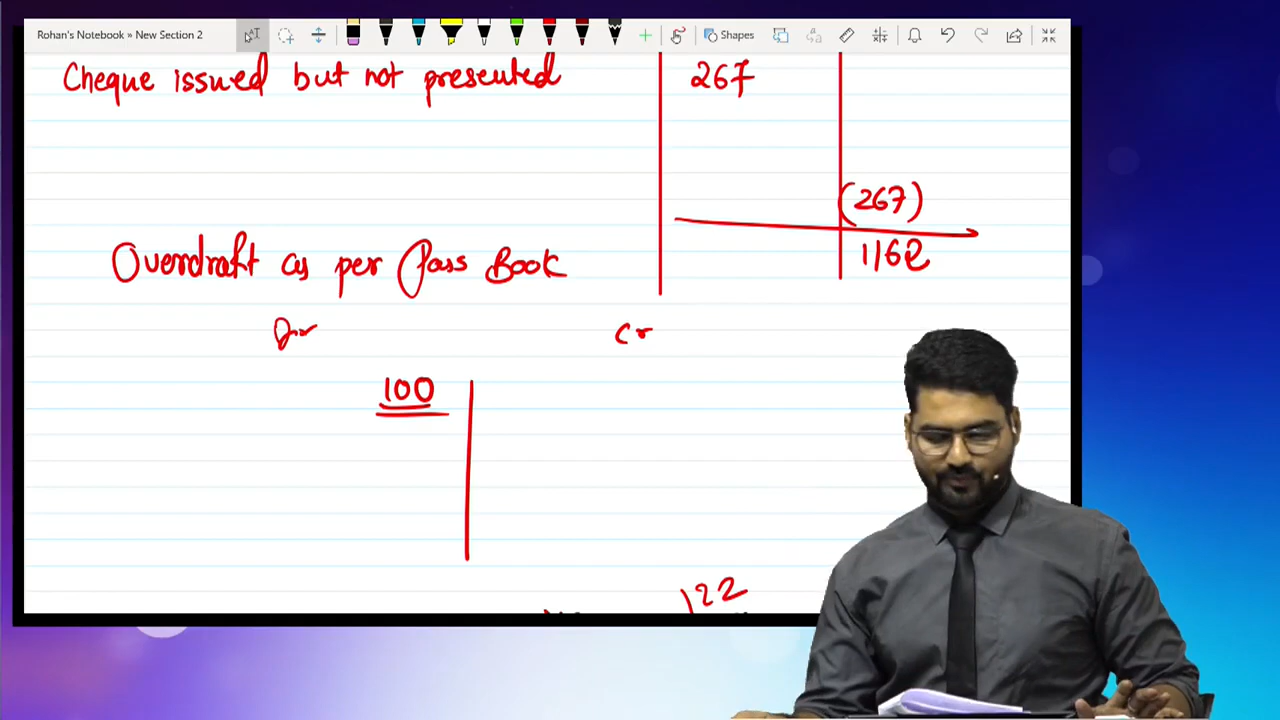 Rohan's Notebook » New Section 2
Shapes
Cheque issued but not presented 267
(267)
Overdraft as per Pass Book 1162
Dr Cr
100
122